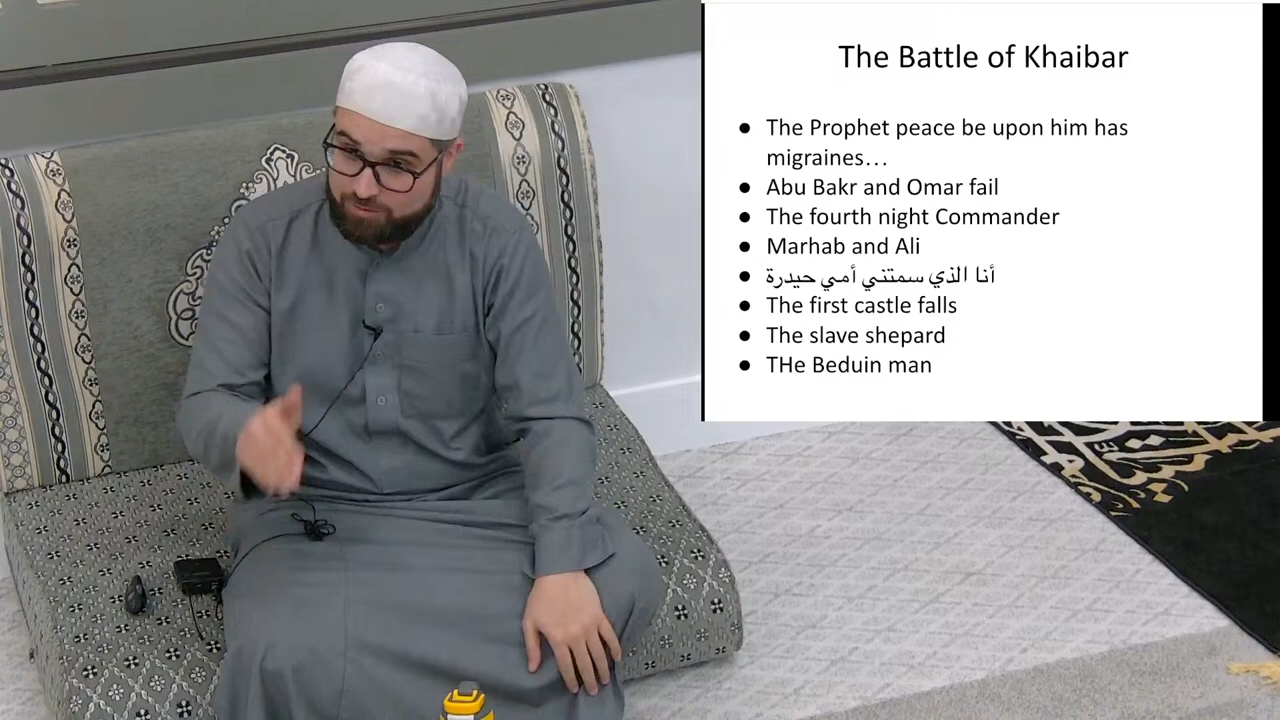 The Battle of Khaibar
● The Prophet peace be upon him has
migraines…
● Abu Bakr and Omar fail
● The fourth night Commander
● Marhab and Ali
● أنا الذي سمتني أمي حيدرة
● The first castle falls
● The slave shepard
● THe Beduin man